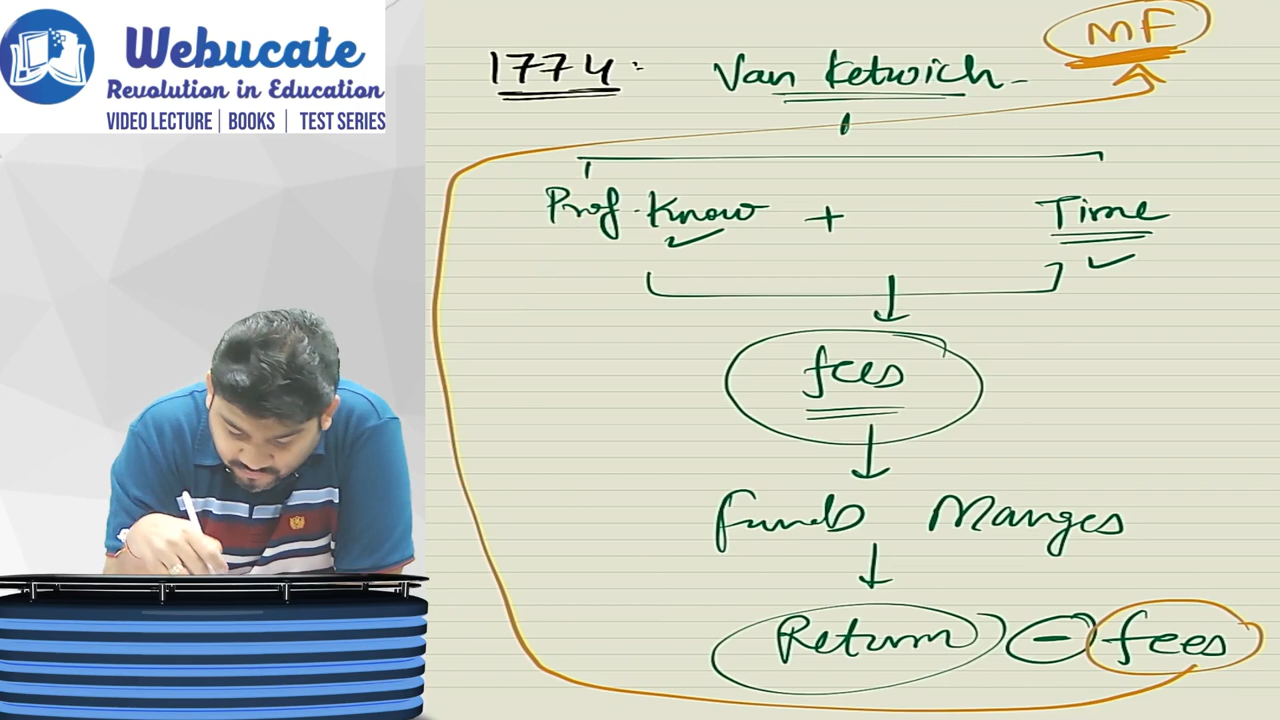 Webucate
Revolution in Education
VIDEO LECTURE | BOOKS | TEST SERIES
MF
1774: Van Ketwich -
Prof. Know + Time
fees
Funds Manges
Return - fees